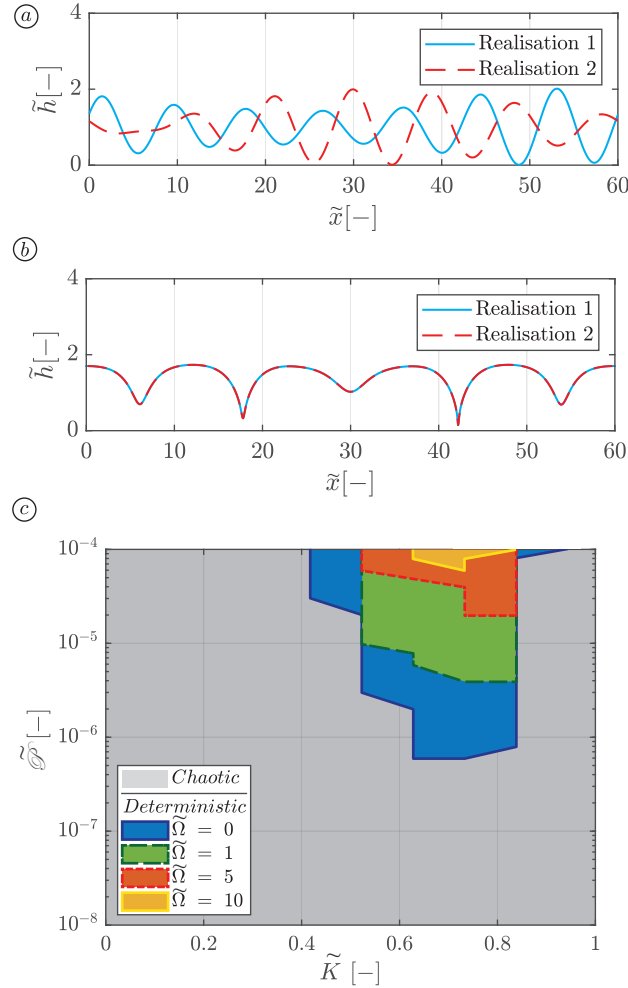 a
4
2
0
h̃[−]
Realisation 1
Realisation 2
0 10 20 30 40 50 60
x̃[−]
b
4
2
0
h̃[−]
Realisation 1
Realisation 2
0 10 20 30 40 50 60
x̃[−]
c
10⁻⁴
10⁻⁵
10⁻⁶
10⁻⁷
10⁻⁸
𝒫̃ [−]
Chaotic
Deterministic
Ω̃ = 0
Ω̃ = 1
Ω̃ = 5
Ω̃ = 10
0 0.2 0.4 0.6 0.8 1
K̃ [−]